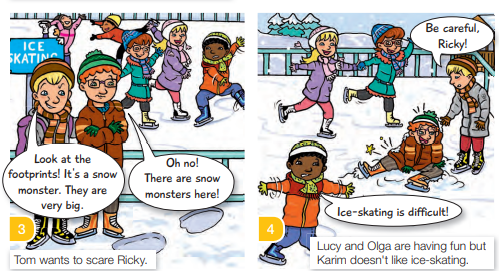 ICE
SKATING
Look at the
footprints! It's a snow
monster. They are
very big.
Oh no!
There are snow
monsters here!
3
Tom wants to scare Ricky.
Be careful,
Ricky!
Ice-skating is difficult!
4
Lucy and Olga are having fun but
Karim doesn't like ice-skating.